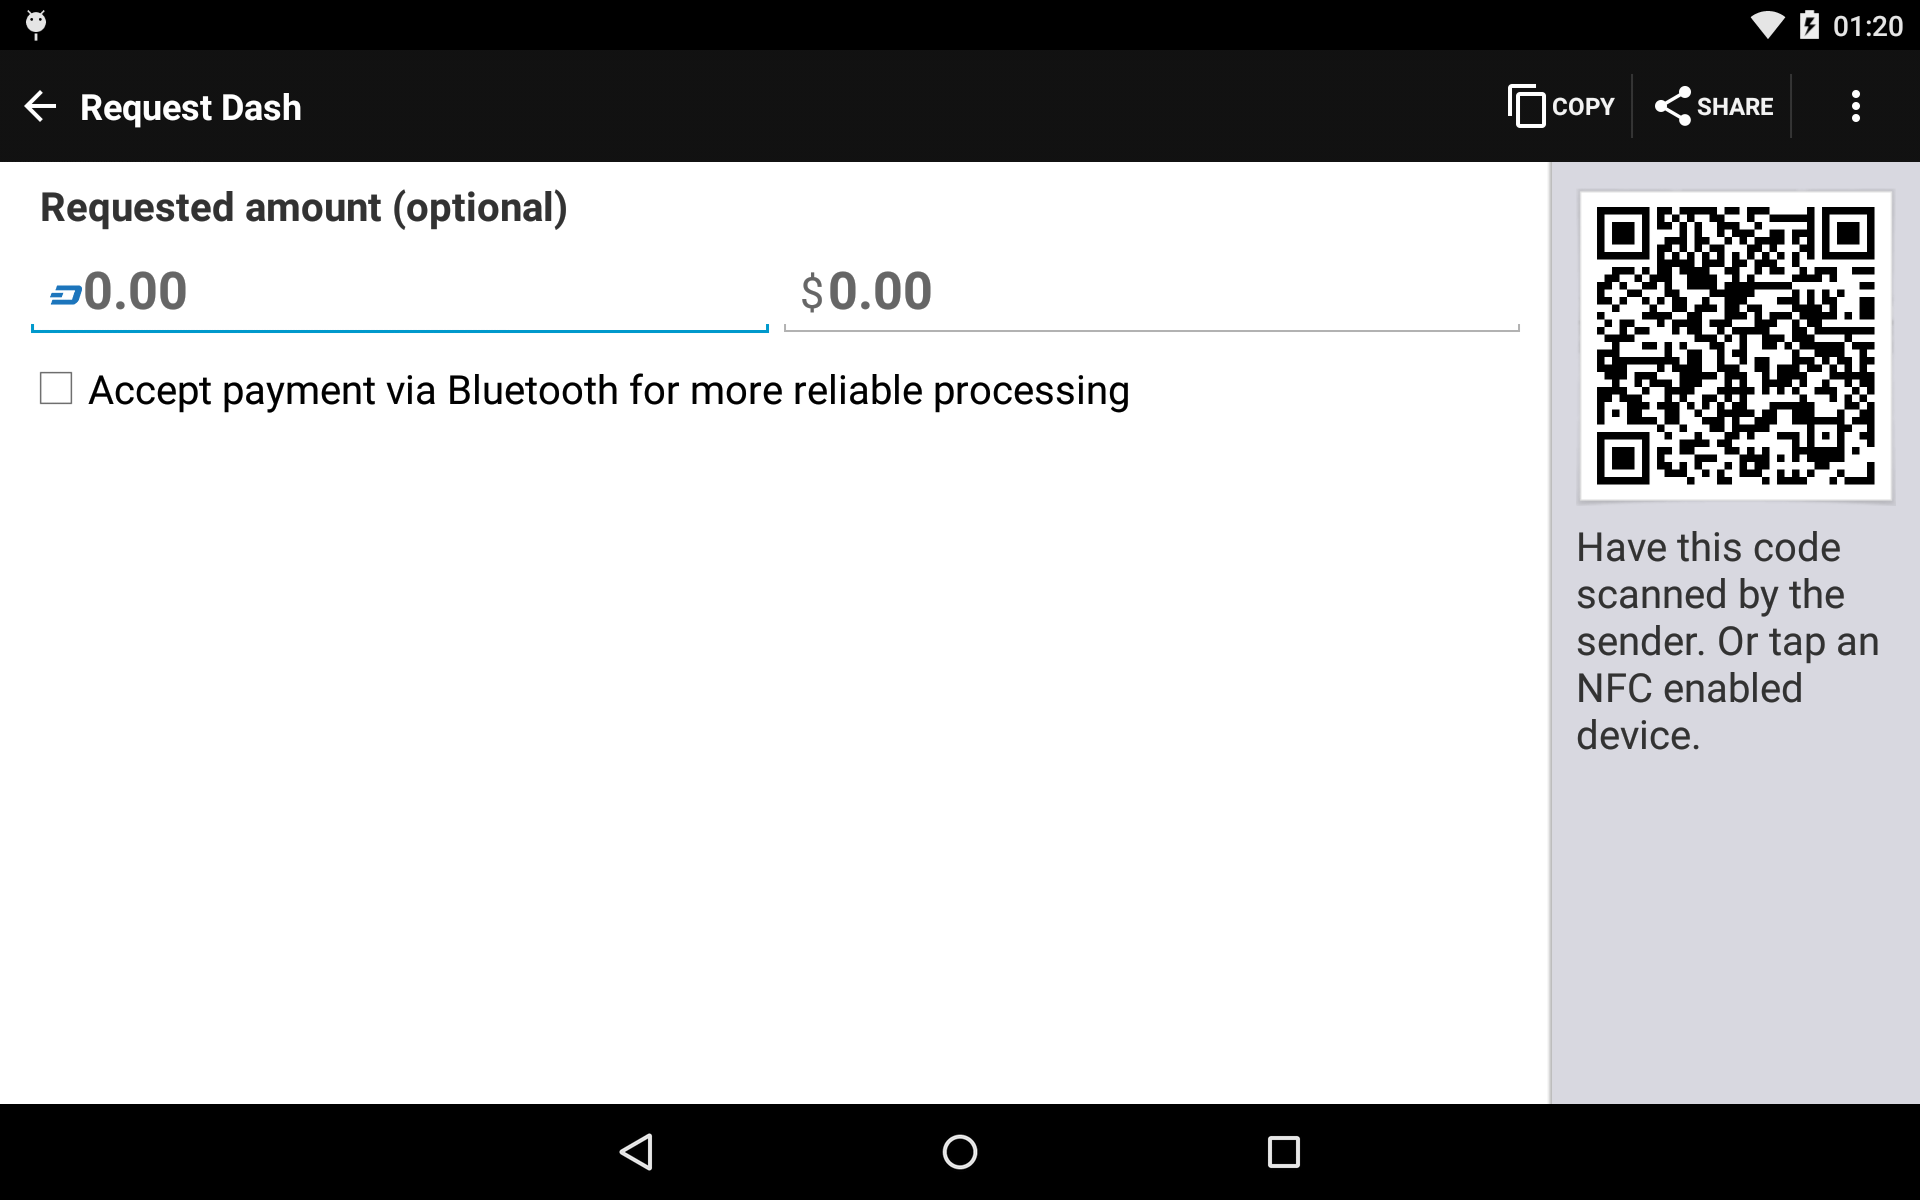 01:20
Request Dash
COPY
SHARE
Requested amount (optional)
0.00
$0.00
Accept payment via Bluetooth for more reliable processing
Have this code
scanned by the
sender. Or tap an
NFC enabled
device.